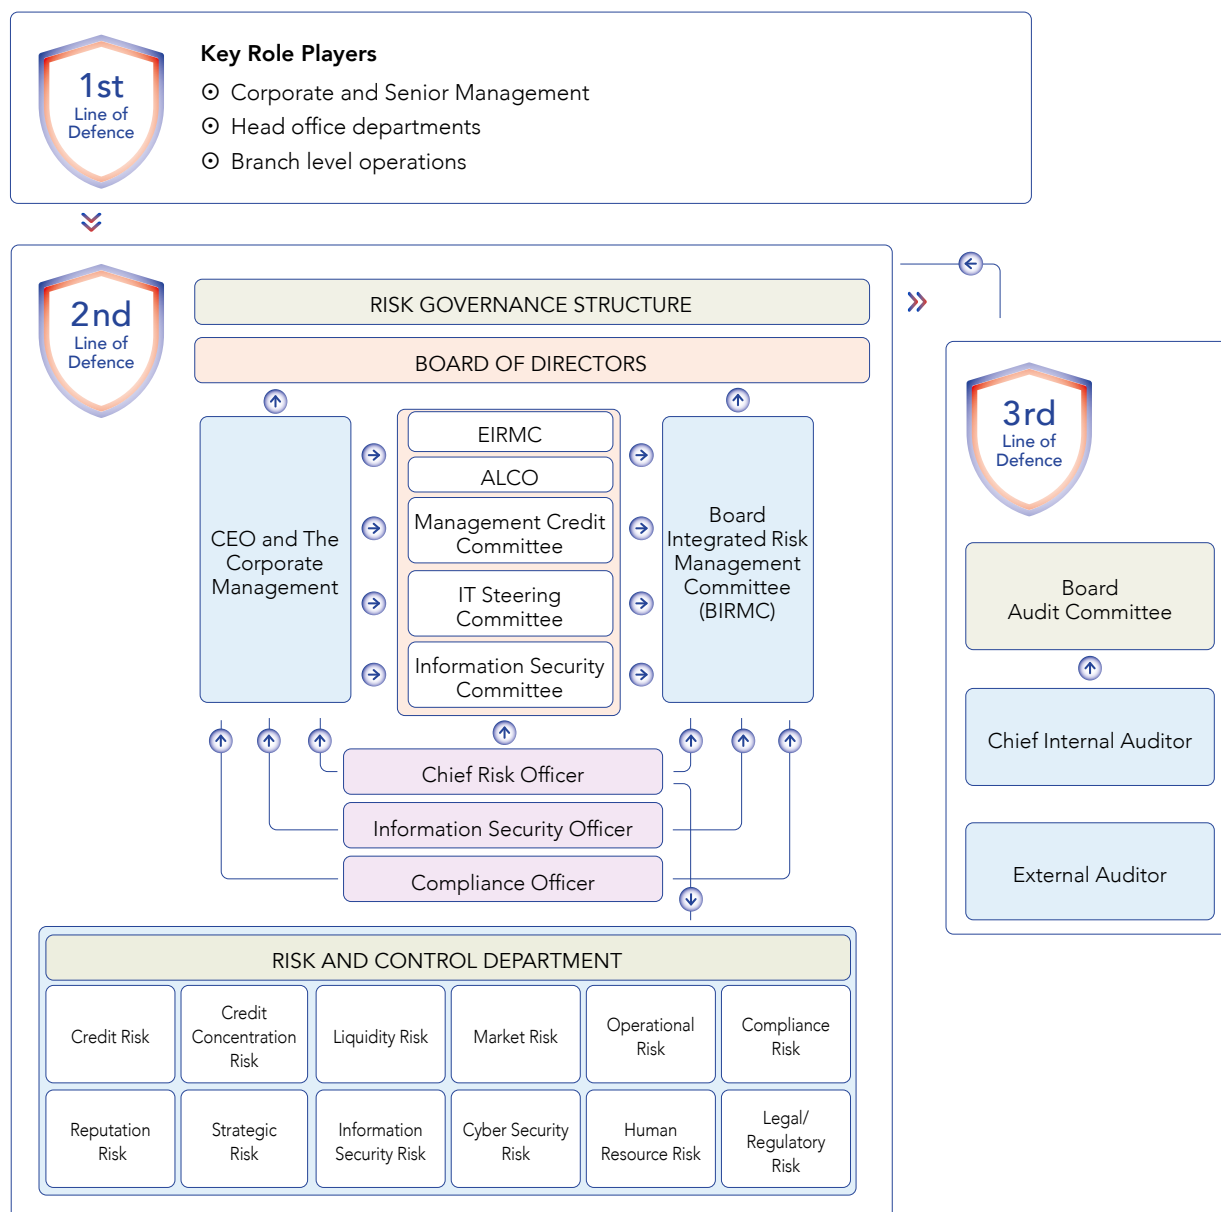 1st
Line of
Defence
Key Role Players
Corporate and Senior Management
Head office departments
Branch level operations
2nd
Line of
Defence
RISK GOVERNANCE STRUCTURE
BOARD OF DIRECTORS
CEO and The
Corporate
Management
EIRMC
ALCO
Management Credit
Committee
IT Steering
Committee
Information Security
Committee
Board
Integrated Risk
Management
Committee
(BIRMC)
Chief Risk Officer
Information Security Officer
Compliance Officer
RISK AND CONTROL DEPARTMENT
Credit Risk
Credit
Concentration
Risk
Liquidity Risk
Market Risk
Operational
Risk
Compliance
Risk
Reputation
Risk
Strategic
Risk
Information
Security Risk
Cyber Security
Risk
Human
Resource Risk
Legal/
Regulatory
Risk
3rd
Line of
Defence
Board
Audit Committee
Chief Internal Auditor
External Auditor